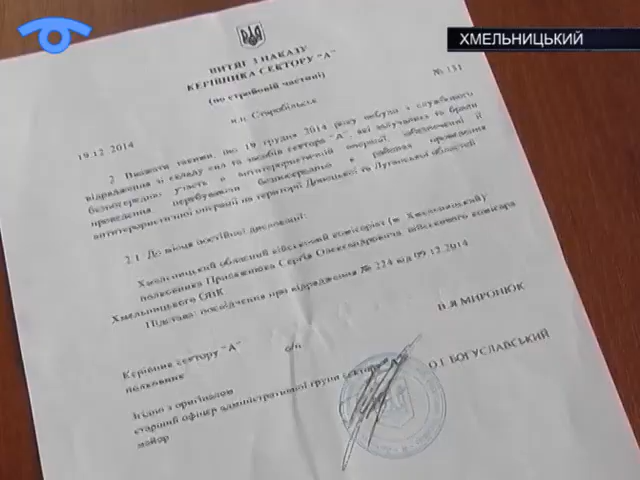 ХМЕЛЬНИЦЬКИЙ
ВИТЯГ З НАКАЗУ
КЕРІВНИКА СЕКТОРУ "А"
(по стройовій частині)
№ 151
н.п. Старобільськ
19.12.2014
2. Вважати такими, що 19 грудня 2014 року вибули з службового
відрядження зі складу сил та засобів сектора "А", які залучались та брали
безпосередню участь в антитерористичній операції, забезпеченні її
проведення перебуваючи безпосередньо в районах проведення
антитерористичної операції на території Донецької та Луганської областей
2.1. До місця постійної дислокації:
Хмельницький обласний військовий комісаріат (м. Хмельницький)
полковника Присяжнюка Сергія Олександровича, військового комісара
Хмельницького ОВК
Підстава: посвідчення про відрядження № 224 від 09.12.2014
Керівник сектору "А"
полковник
о/п
В.Я МИРОНЮК
Згідно з оригіналом
старший офіцер адміністративної групи сектору
майор
О.І. БОГУСЛАВСЬКИЙ